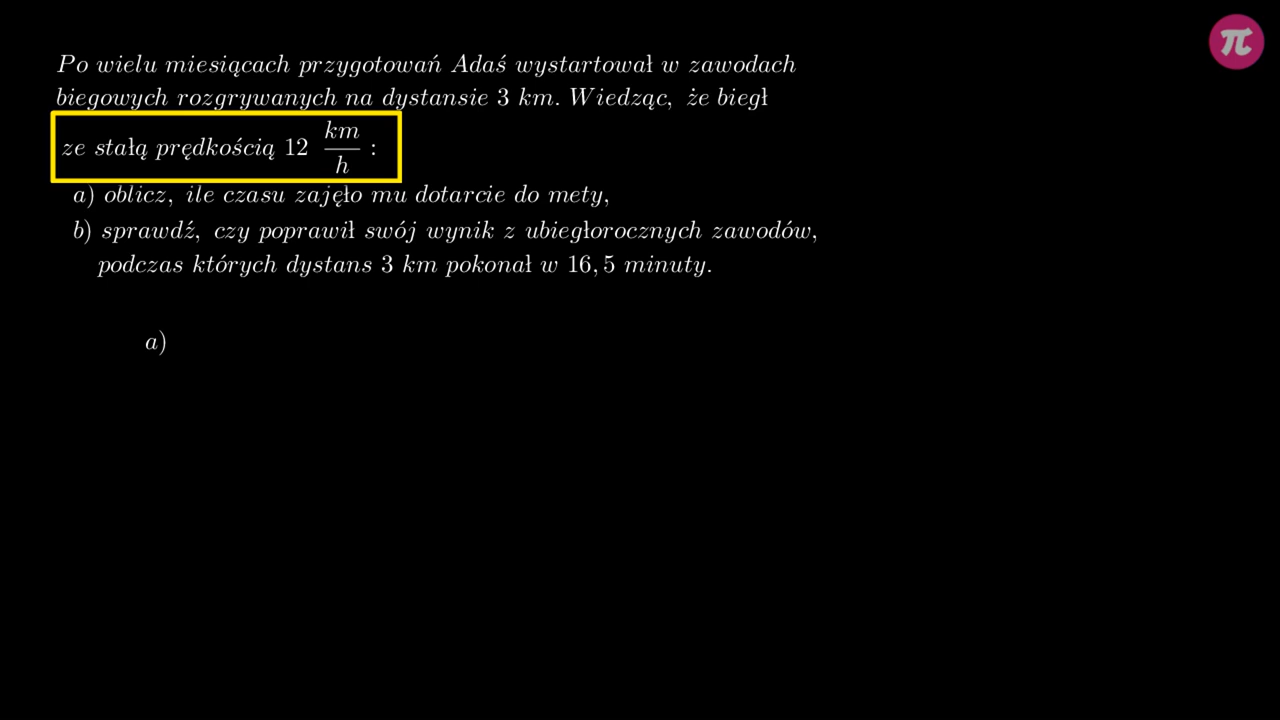 Po wielu miesiącach przygotowań Adaś wystartował w zawodach
biegowych rozgrywanych na dystansie 3 km. Wiedząc, że biegł
ze stałą prędkością 12 km/h :
a) oblicz, ile czasu zajęło mu dotarcie do mety,
b) sprawdź, czy poprawił swój wynik z ubiegłorocznych zawodów,
podczas których dystans 3 km pokonał w 16,5 minuty.
a)
π